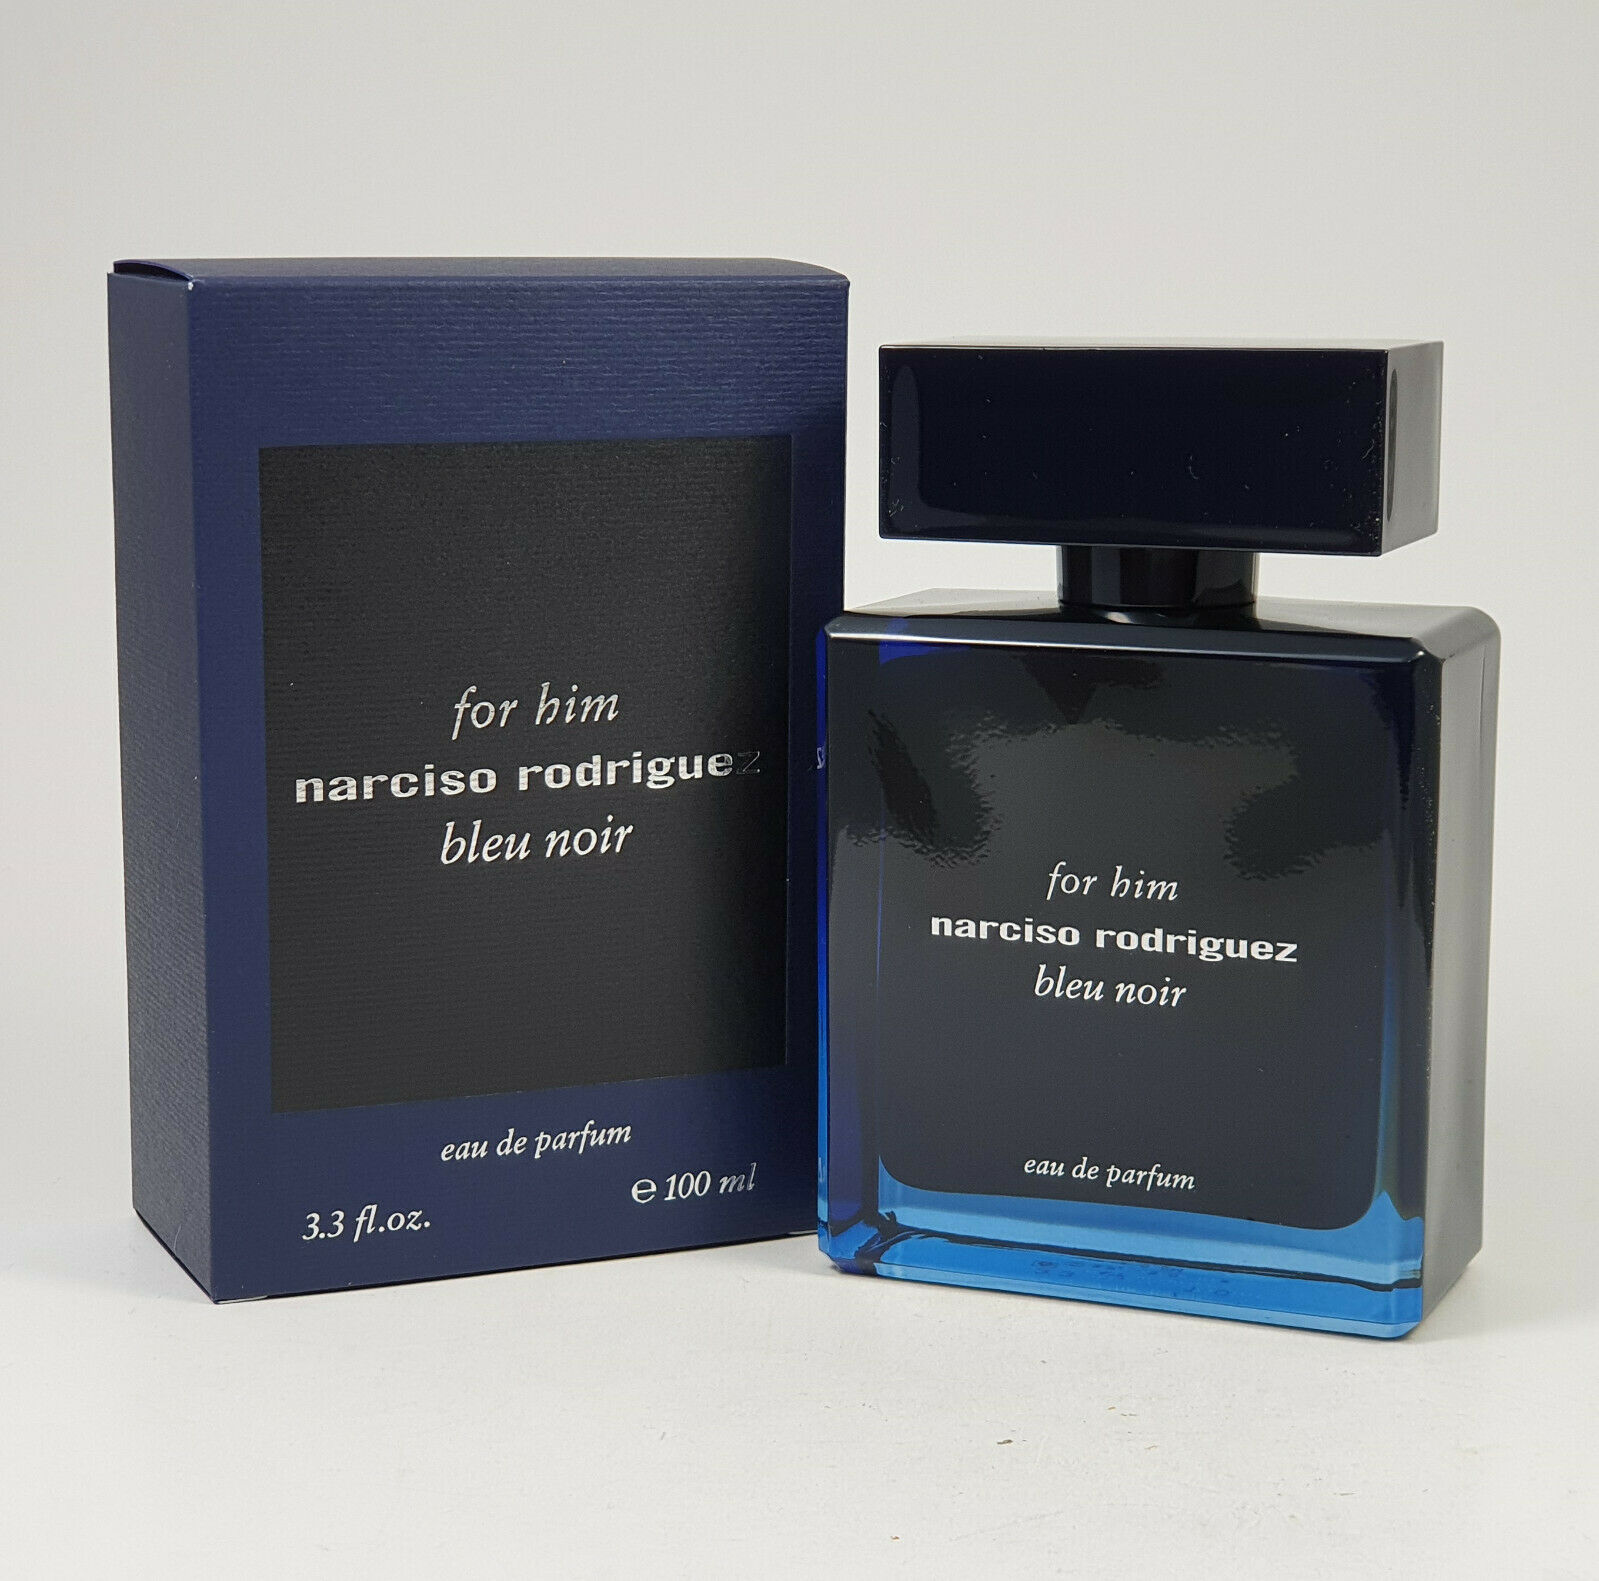 for him
narciso rodriguez
bleu noir
eau de parfum
℮ 100 ml
3.3 fl.oz.
for him
narciso rodriguez
bleu noir
eau de parfum